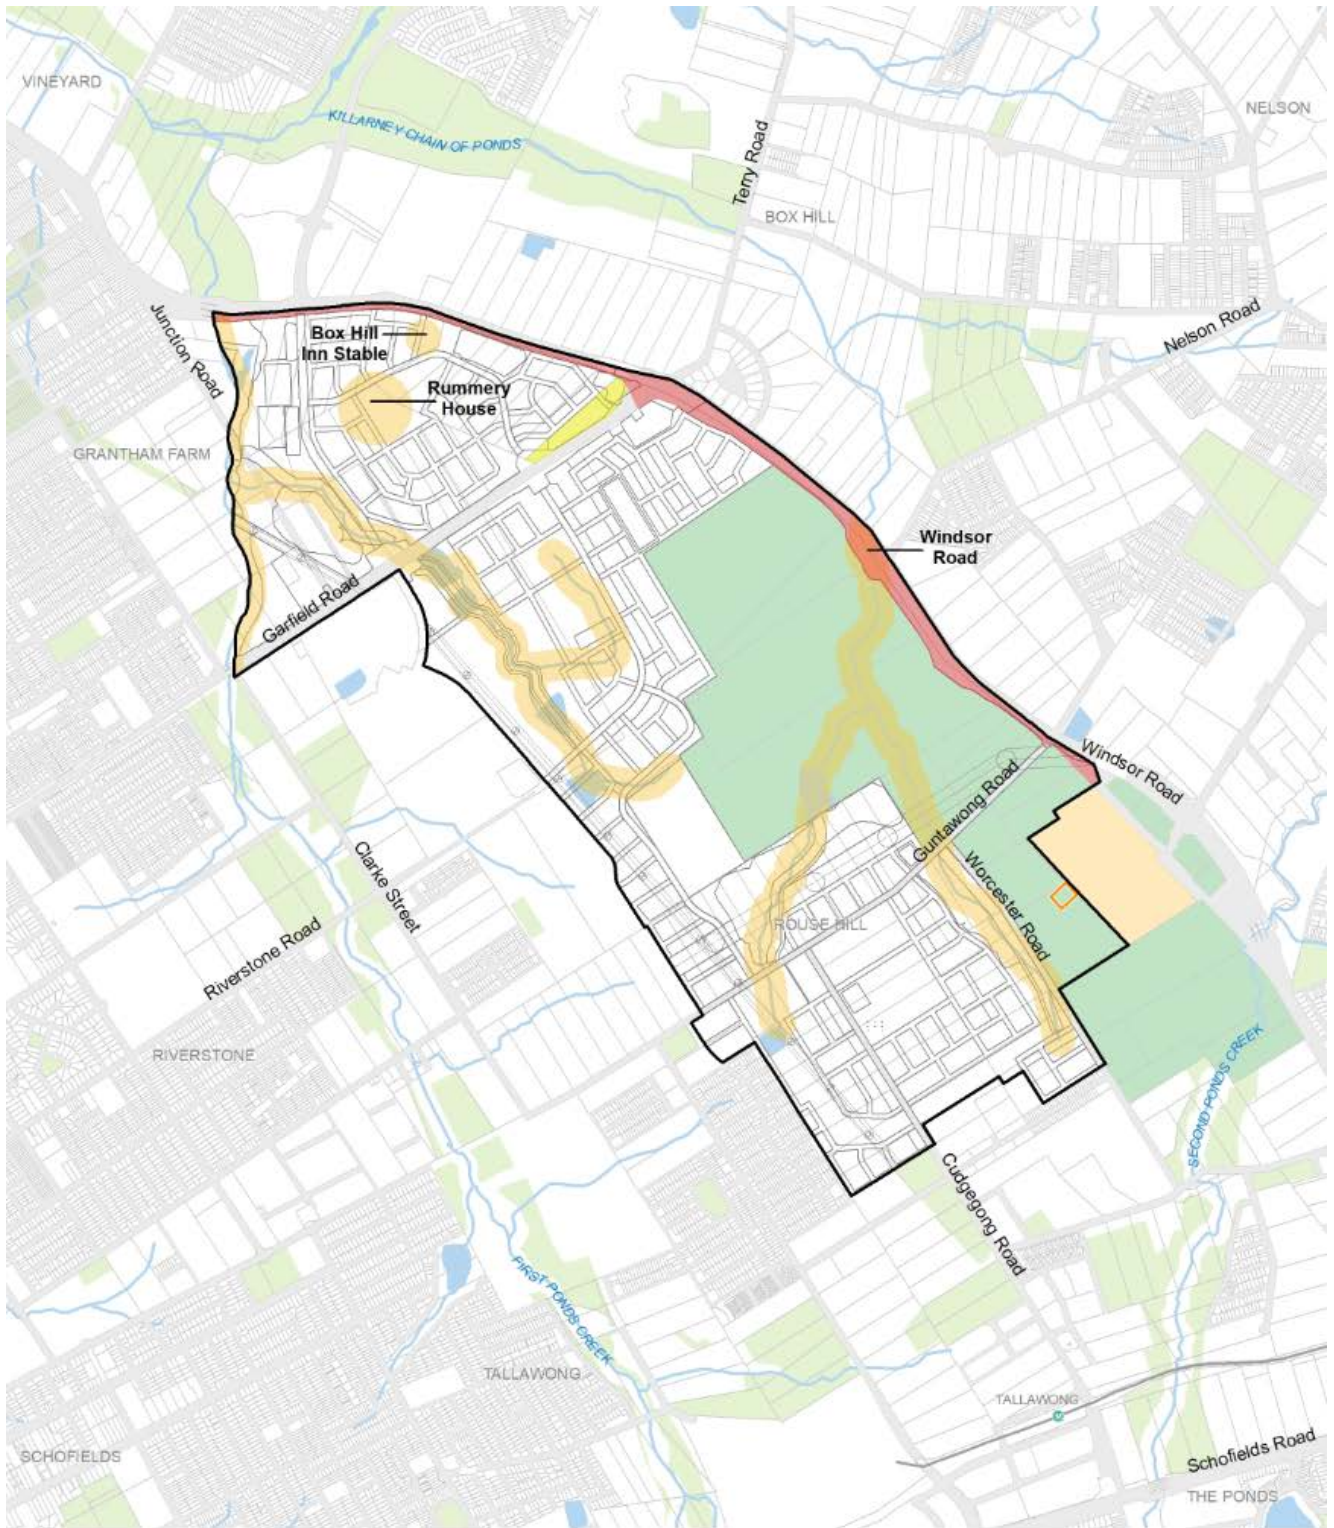 VINEYARD
NELSON
KILLARNEY CHAIN OF PONDS
Terry Road
BOX HILL
Junction Road
Box Hill
Inn Stable
Nelson Road
Rummery
House
GRANTHAM FARM
Windsor
Road
Garfield Road
Windsor Road
Guntawong Road
Clarke Street
Worcester Road
ROUSE HILL
Riverstone Road
RIVERSTONE
SECOND PONDS CREEK
Cudgegong Road
FIRST PONDS CREEK
TALLAWONG
TALLAWONG
M
SCHOFIELDS
Schofields Road
THE PONDS